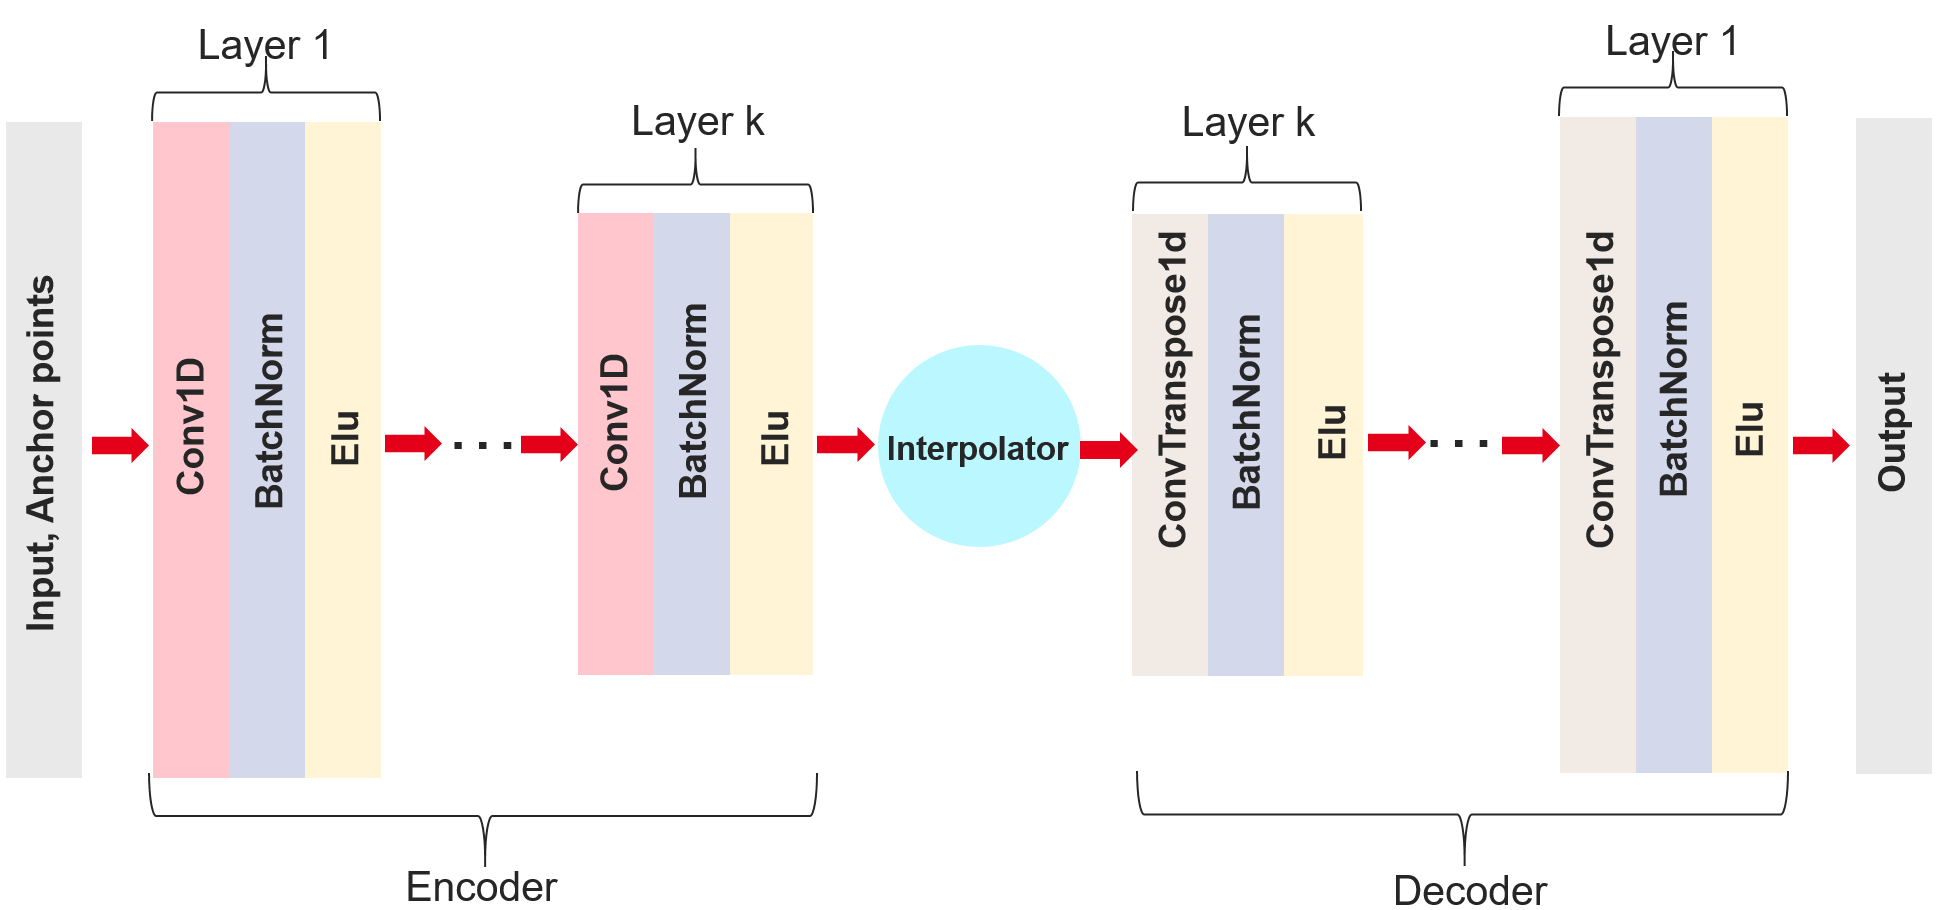 Layer 1
Layer k
Layer k
Layer 1
Input, Anchor points
Conv1D
BatchNorm
Elu
. . .
Conv1D
BatchNorm
Elu
Interpolator
ConvTranspose1d
BatchNorm
Elu
. . .
ConvTranspose1d
BatchNorm
Elu
Output
Encoder
Decoder